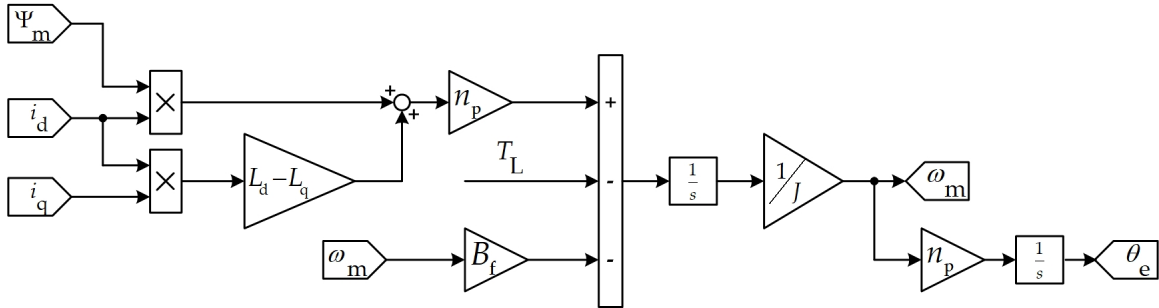 Ψm
id
iq
×
×
Ld−Lq
+
+
np
TL
ωm
Bf
+
-
-
1/s
1/J
ωm
np
1/s
θe